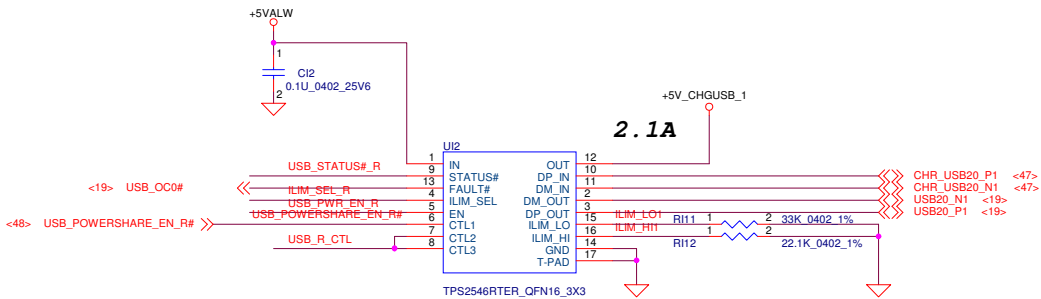 +5VALW
1
CI2
0.1U_0402_25V6
2
+5V_CHGUSB_1
2.1A
UI2
1 IN OUT 12
USB_STATUS#_R 9 STATUS# DP_IN 10 CHR_USB20_P1 <47>
<19> USB_OC0# 13 FAULT# DM_IN 11 CHR_USB20_N1 <47>
ILIM_SEL_R 4 ILIM_SEL DM_OUT 2 USB20_N1 <19>
USB_PWR_EN_R 5 EN DP_OUT 3 USB20_P1 <19>
<48> USB_POWERSHARE_EN_R# USB_POWERSHARE_EN_R# 6 CTL1 ILIM_LO 15 ILIM_LO1 RI11 1 2 33K_0402_1%
7 CTL2 ILIM_HI 16 ILIM_HI1 RI12 1 2 22.1K_0402_1%
USB_R_CTL 8 CTL3 GND 14
T-PAD 17
TPS2546RTER_QFN16_3X3